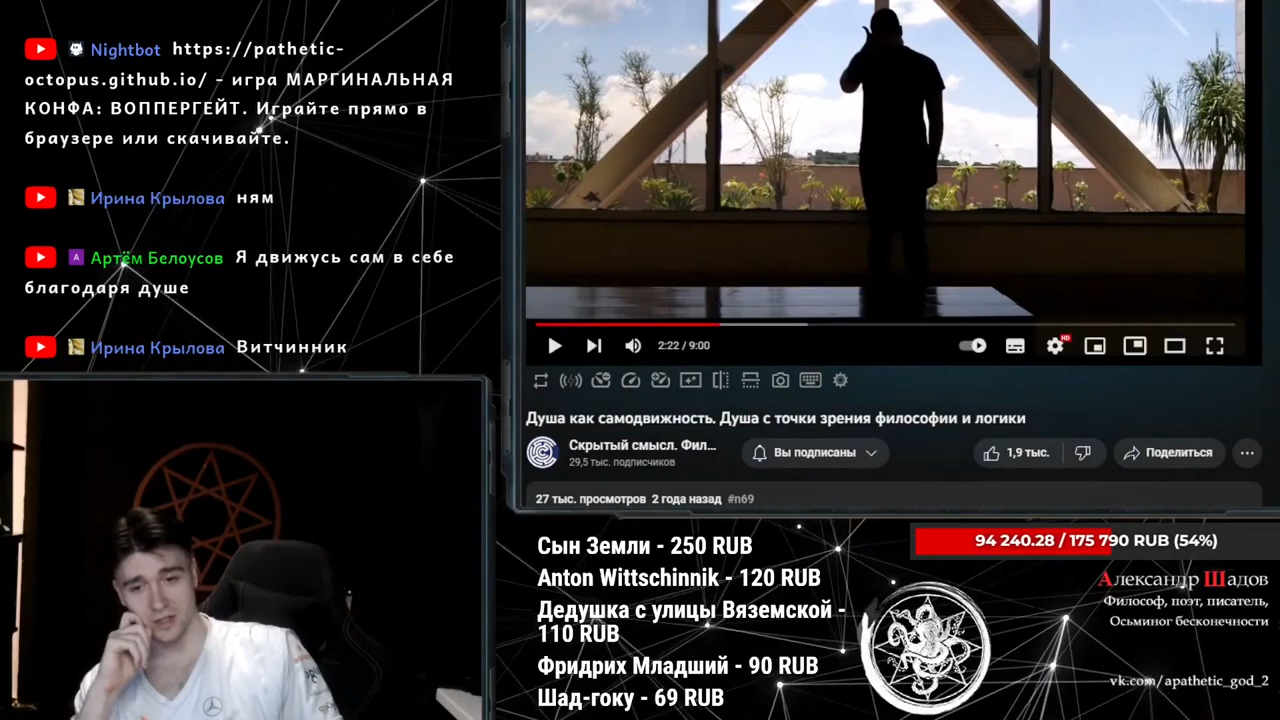 Nightbot https://pathetic-
octopus.github.io/ - игра МАРГИНАЛЬНАЯ
КОНФА: ВОППЕРГЕЙТ. Играйте прямо в
браузере или скачивайте.
Ирина Крылова ням
А Артём Белоусов Я движусь сам в себе
благодаря душе
Ирина Крылова Витчинник
2:22 / 9:00
HD
Душа как самодвижность. Душа с точки зрения философии и логики
Скрытый смысл. Фил...
29,5 тыс. подписчиков
Вы подписаны
1,9 тыс.
Поделиться
27 тыс. просмотров 2 года назад #n69
Сын Земли - 250 RUB
Anton Wittschinnik - 120 RUB
Дедушка с улицы Вяземской -
110 RUB
Фридрих Младший - 90 RUB
Шад-гоку - 69 RUB
94 240.28 / 175 790 RUB (54%)
Александр Шадов
Философ, поэт, писатель,
Осьминог бесконечности
vk.com/apathetic_god_2